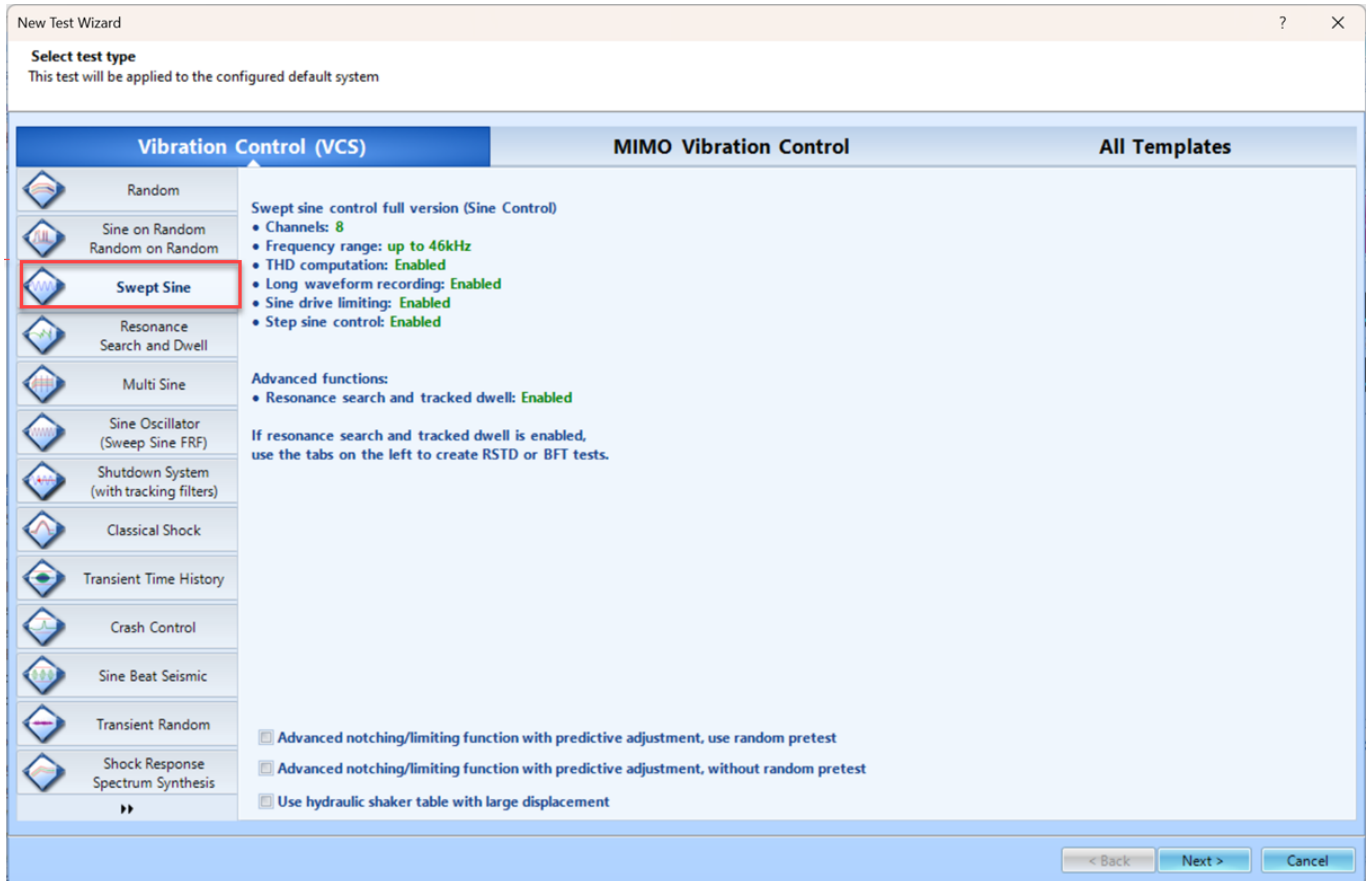 New Test Wizard
?
Select test type
This test will be applied to the configured default system
Vibration Control (VCS)
MIMO Vibration Control
All Templates
Random
Sine on Random
Random on Random
Swept Sine
Resonance
Search and Dwell
Multi Sine
Sine Oscillator
(Sweep Sine FRF)
Shutdown System
(with tracking filters)
Classical Shock
Transient Time History
Crash Control
Sine Beat Seismic
Transient Random
Shock Response
Spectrum Synthesis
Swept sine control full version (Sine Control)
• Channels: 8
• Frequency range: up to 46kHz
• THD computation: Enabled
• Long waveform recording: Enabled
• Sine drive limiting: Enabled
• Step sine control: Enabled
Advanced functions:
• Resonance search and tracked dwell: Enabled
If resonance search and tracked dwell is enabled,
use the tabs on the left to create RSTD or BFT tests.
Advanced notching/limiting function with predictive adjustment, use random pretest
Advanced notching/limiting function with predictive adjustment, without random pretest
Use hydraulic shaker table with large displacement
< Back
Next >
Cancel